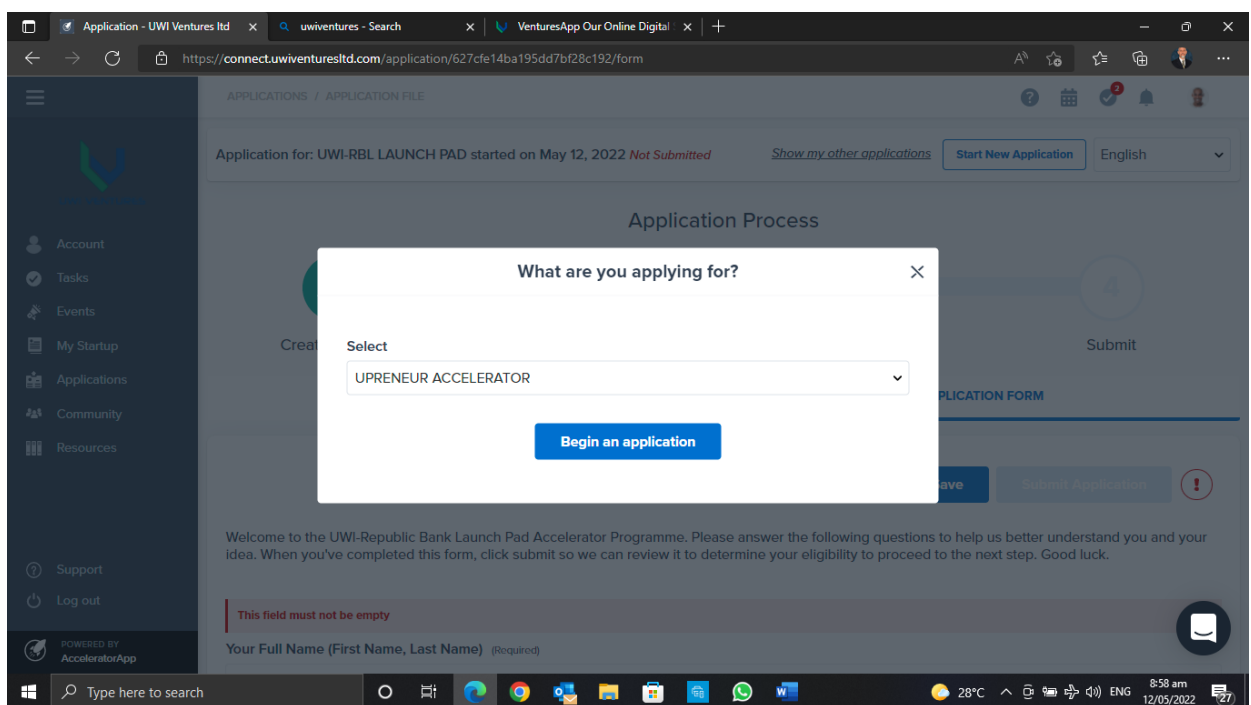 Application - UWI Ventures ltd
uwiventures - Search
VenturesApp Our Online Digital
https://connect.uwiventuresltd.com/application/627cfe14ba195dd7bf28c192/form
APPLICATIONS / APPLICATION FILE
2
Application for: UWI-RBL LAUNCH PAD started on May 12, 2022 Not Submitted
Show my other applications
Start New Application
English
Account
Tasks
Events
My Startup
Applications
Community
Resources
Support
Log out
POWERED BY
AcceleratorApp
Application Process
4
Submit
What are you applying for?
Select
UPRENEUR ACCELERATOR
Begin an application
Submit Application
Welcome to the UWI-Republic Bank Launch Pad Accelerator Programme. Please answer the following questions to help us better understand you and your
idea. When you've completed this form, click submit so we can review it to determine your eligibility to proceed to the next step. Good luck.
This field must not be empty
Your Full Name (First Name, Last Name) (Required)
Type here to search
28°C
ENG
8:58 am
12/05/2022
27